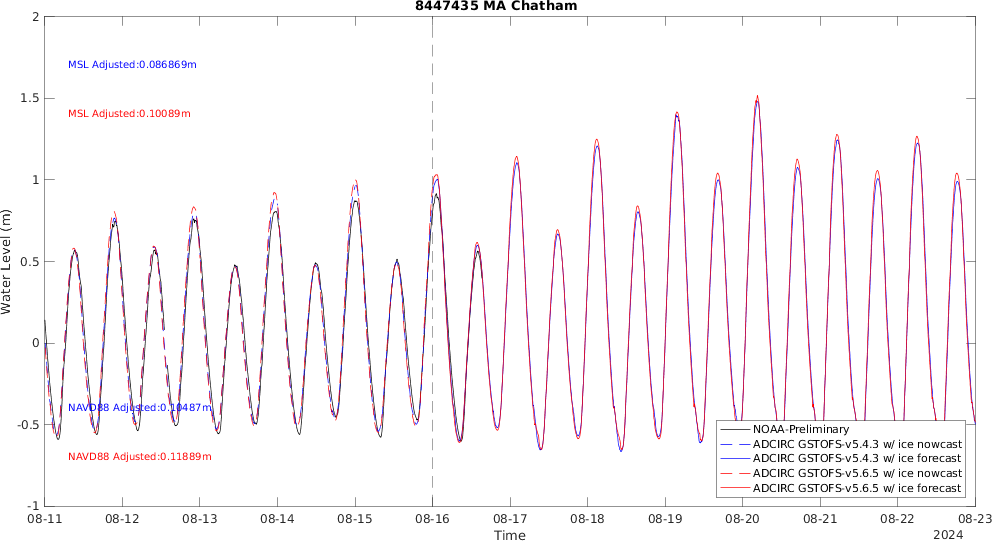 8447435 MA Chatham
2
MSL Adjusted:0.086869m
1.5
MSL Adjusted:0.10089m
1
Water Level (m)
0.5
0
NAVD88 Adjusted:0.10487m
-0.5
NAVD88 Adjusted:0.11889m
NOAA-Preliminary
ADCIRC GSTOFS-v5.4.3 w/ ice nowcast
ADCIRC GSTOFS-v5.4.3 w/ ice forecast
ADCIRC GSTOFS-v5.6.5 w/ ice nowcast
ADCIRC GSTOFS-v5.6.5 w/ ice forecast
-1
08-11 08-12 08-13 08-14 08-15 08-16 08-17 08-18 08-19 08-20 08-21 08-22 08-23
Time
2024